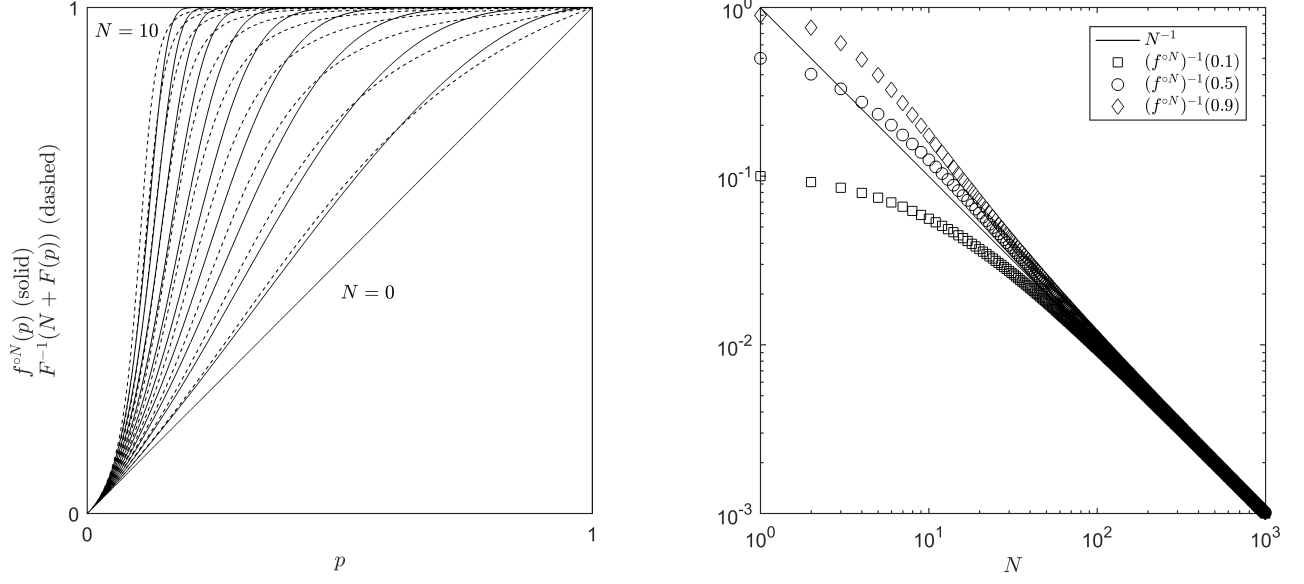 1
N = 10
N = 0
f^{∘N}(p) (solid)
F^{-1}(N + F(p)) (dashed)
0
0
1
p
10^0
10^{-1}
10^{-2}
10^{-3}
N^{-1}
(f^{∘N})^{-1}(0.1)
(f^{∘N})^{-1}(0.5)
(f^{∘N})^{-1}(0.9)
10^0
10^1
10^2
10^3
N